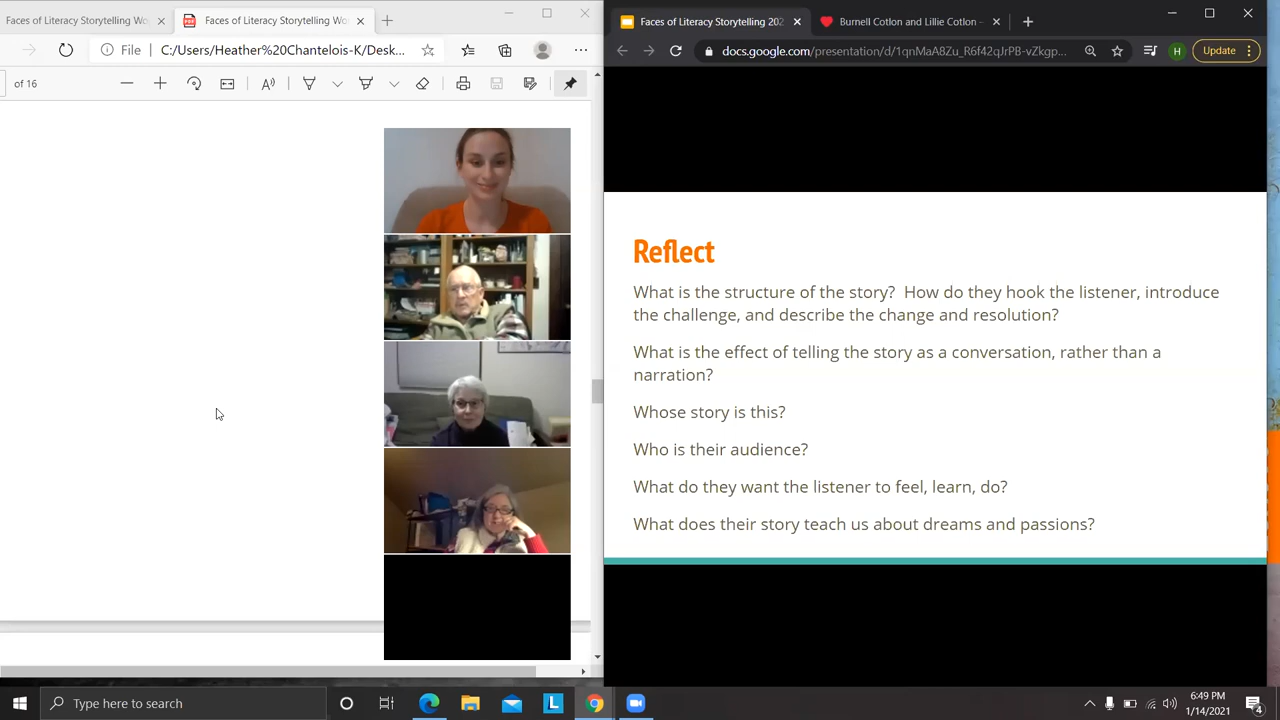 Faces of Literacy Storytelling Wo
Faces of Literacy Storytelling Wo
File
C:/Users/Heather%20Chantelois-K/Desk...
of 16
Faces of Literacy Storytelling 202
Burnell Cotlon and Lillie Cotlon –
docs.google.com/presentation/d/1qnMaA8Zu_R6f42qJrPB-vZkgp...
H
Update
Reflect
What is the structure of the story? How do they hook the listener, introduce
the challenge, and describe the change and resolution?
What is the effect of telling the story as a conversation, rather than a
narration?
Whose story is this?
Who is their audience?
What do they want the listener to feel, learn, do?
What does their story teach us about dreams and passions?
Type here to search
L
6:49 PM
1/14/2021
4